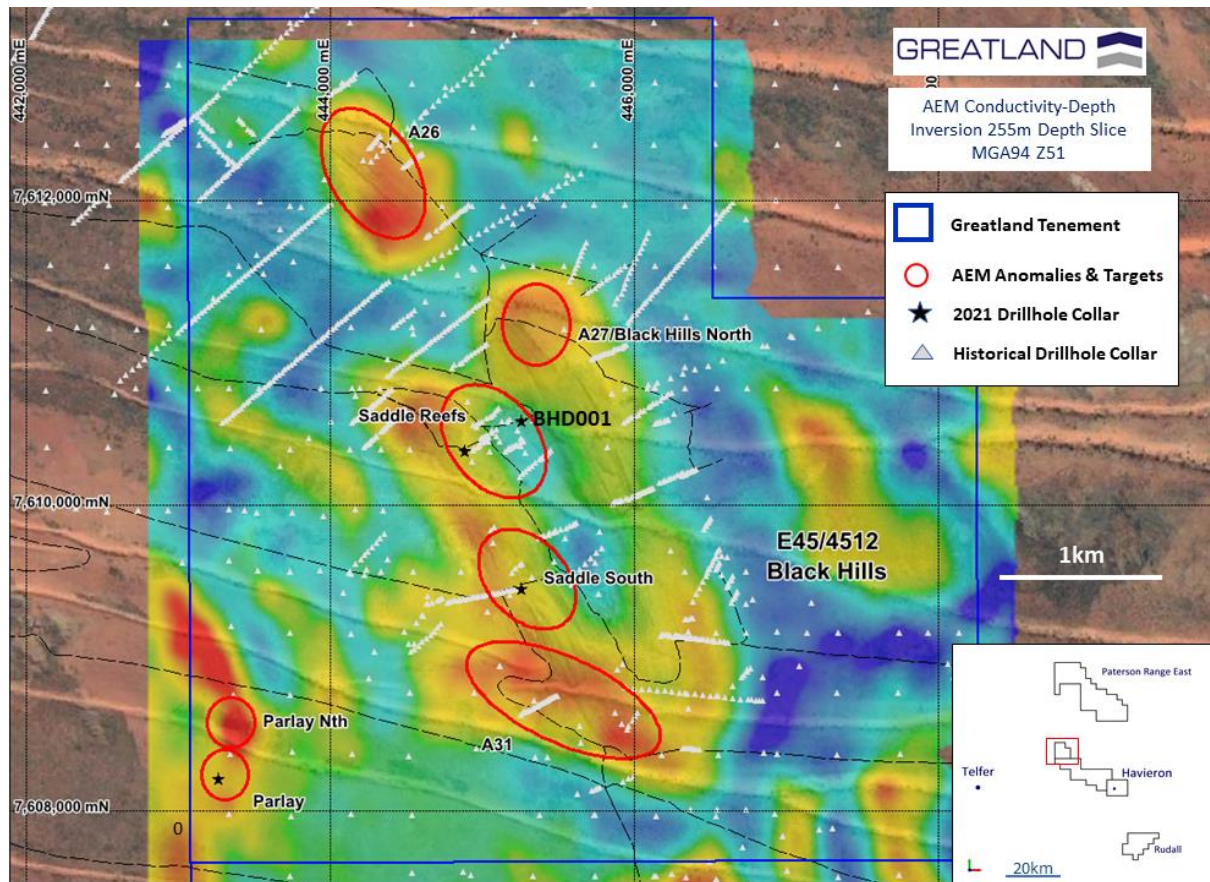 442,000 mE
444,000 mE
446,000 mE
GREATLAND
AEM Conductivity-Depth
Inversion 255m Depth Slice
MGA94 Z51
Greatland Tenement
AEM Anomalies & Targets
2021 Drillhole Collar
Historical Drillhole Collar
A26
7,612,000 mN
A27/Black Hills North
Saddle Reefs
BHD001
7,610,000 mN
E45/4512
Black Hills
1km
Saddle South
Parlay Nth
A31
Parlay
7,608,000 mN
0
Paterson Range East
Telfer
Havieron
Rudall
20km